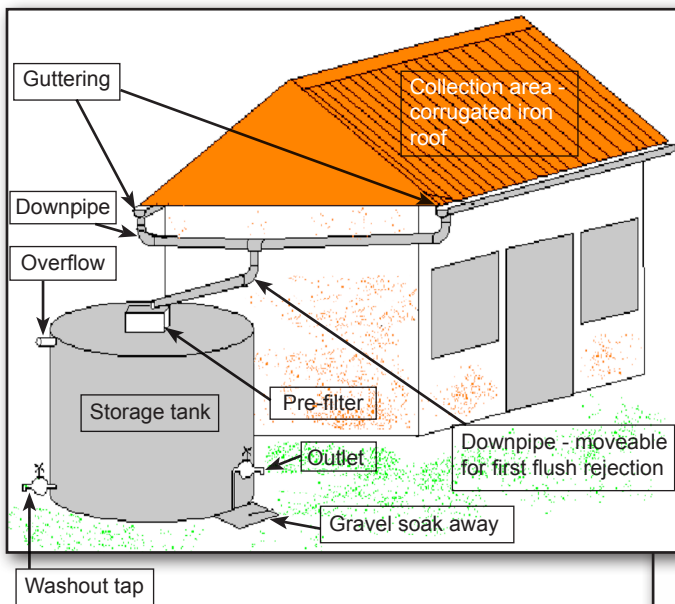 Guttering
Collection area -
corrugated iron
roof
Downpipe
Overflow
Storage tank
Pre-filter
Outlet
Downpipe - moveable
for first flush rejection
Gravel soak away
Washout tap